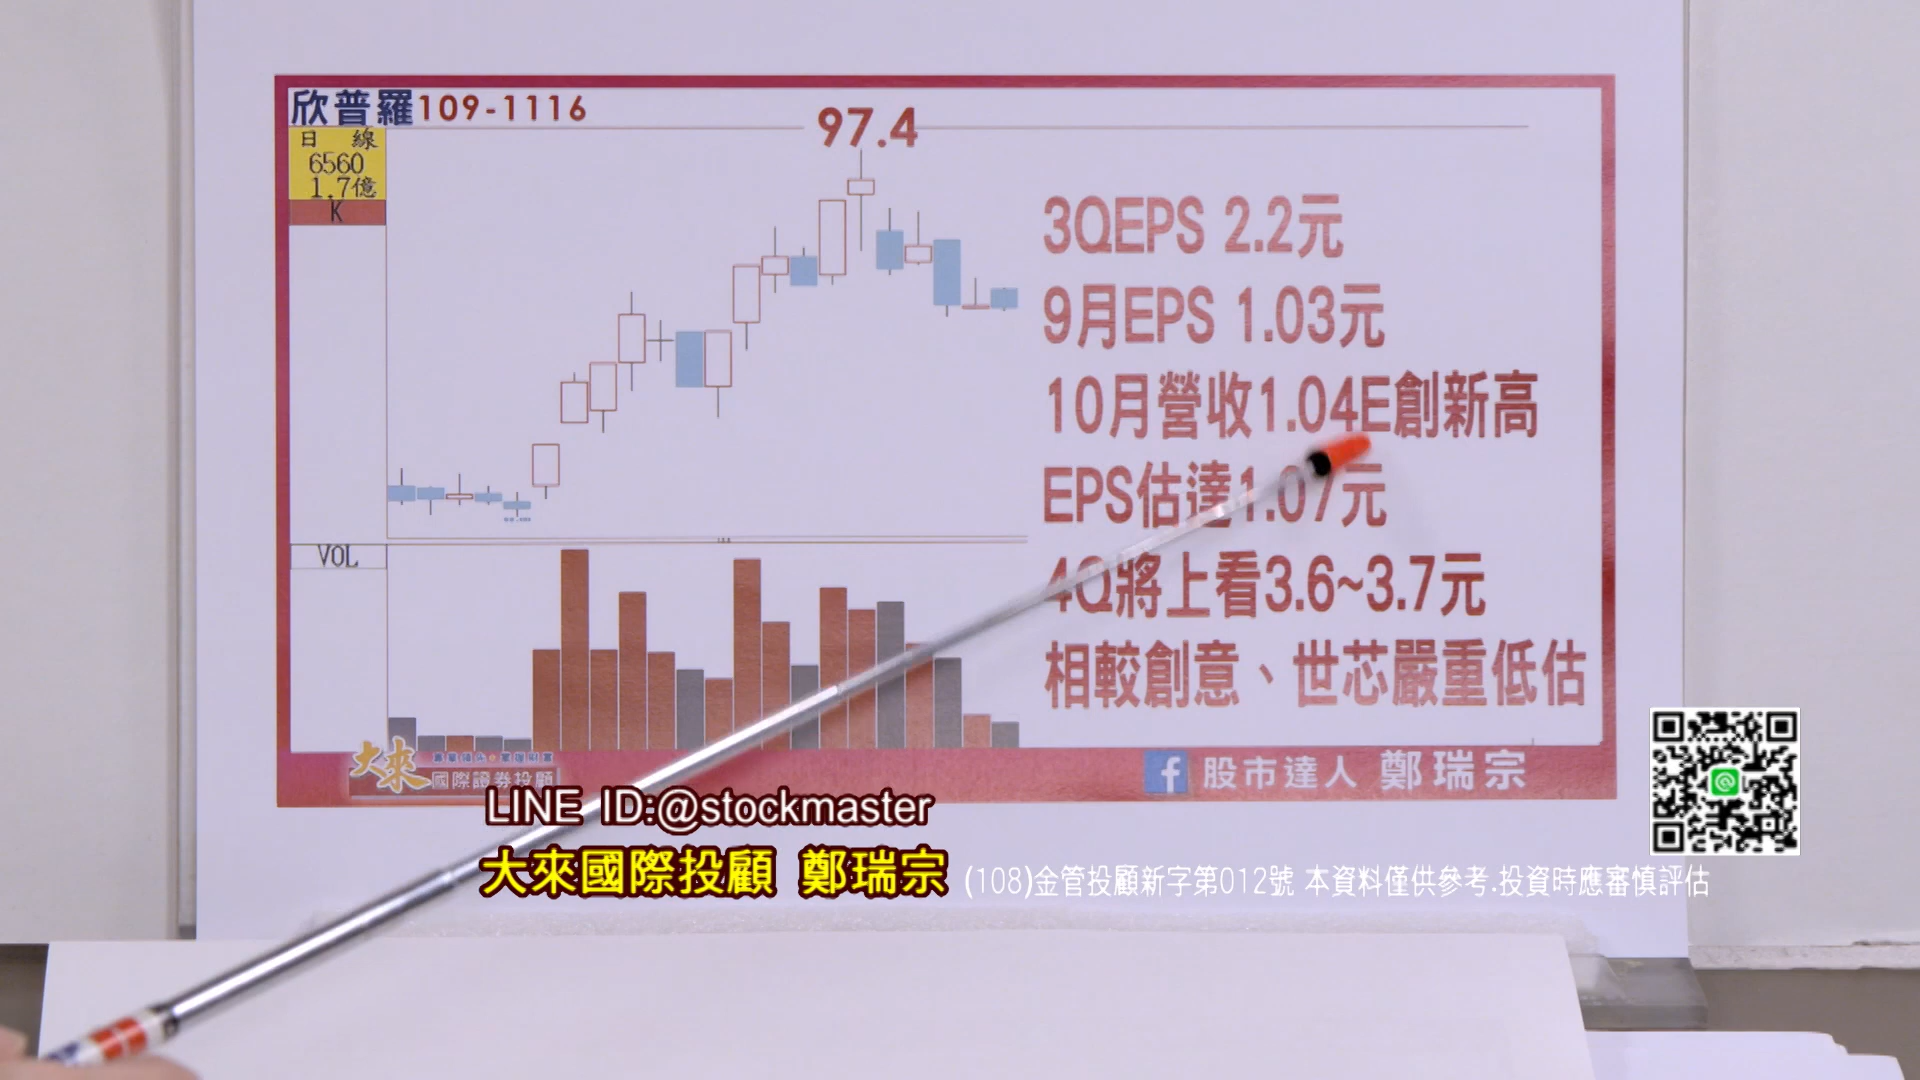 欣普羅109-1116
97.4
日 線
6560
1.7億
K
3QEPS 2.2元
9月EPS 1.03元
10月營收1.04E創新高
EPS估達1.07元
4Q將上看3.6~3.7元
相較創意、世芯嚴重低估
VOL
大來
國際證券投顧
f 股市達人 鄭瑞宗
LINE ID:@stockmaster
大來國際投顧 鄭瑞宗 (108)金管投顧新字第012號 本資料僅供參考.投資時應審慎評估